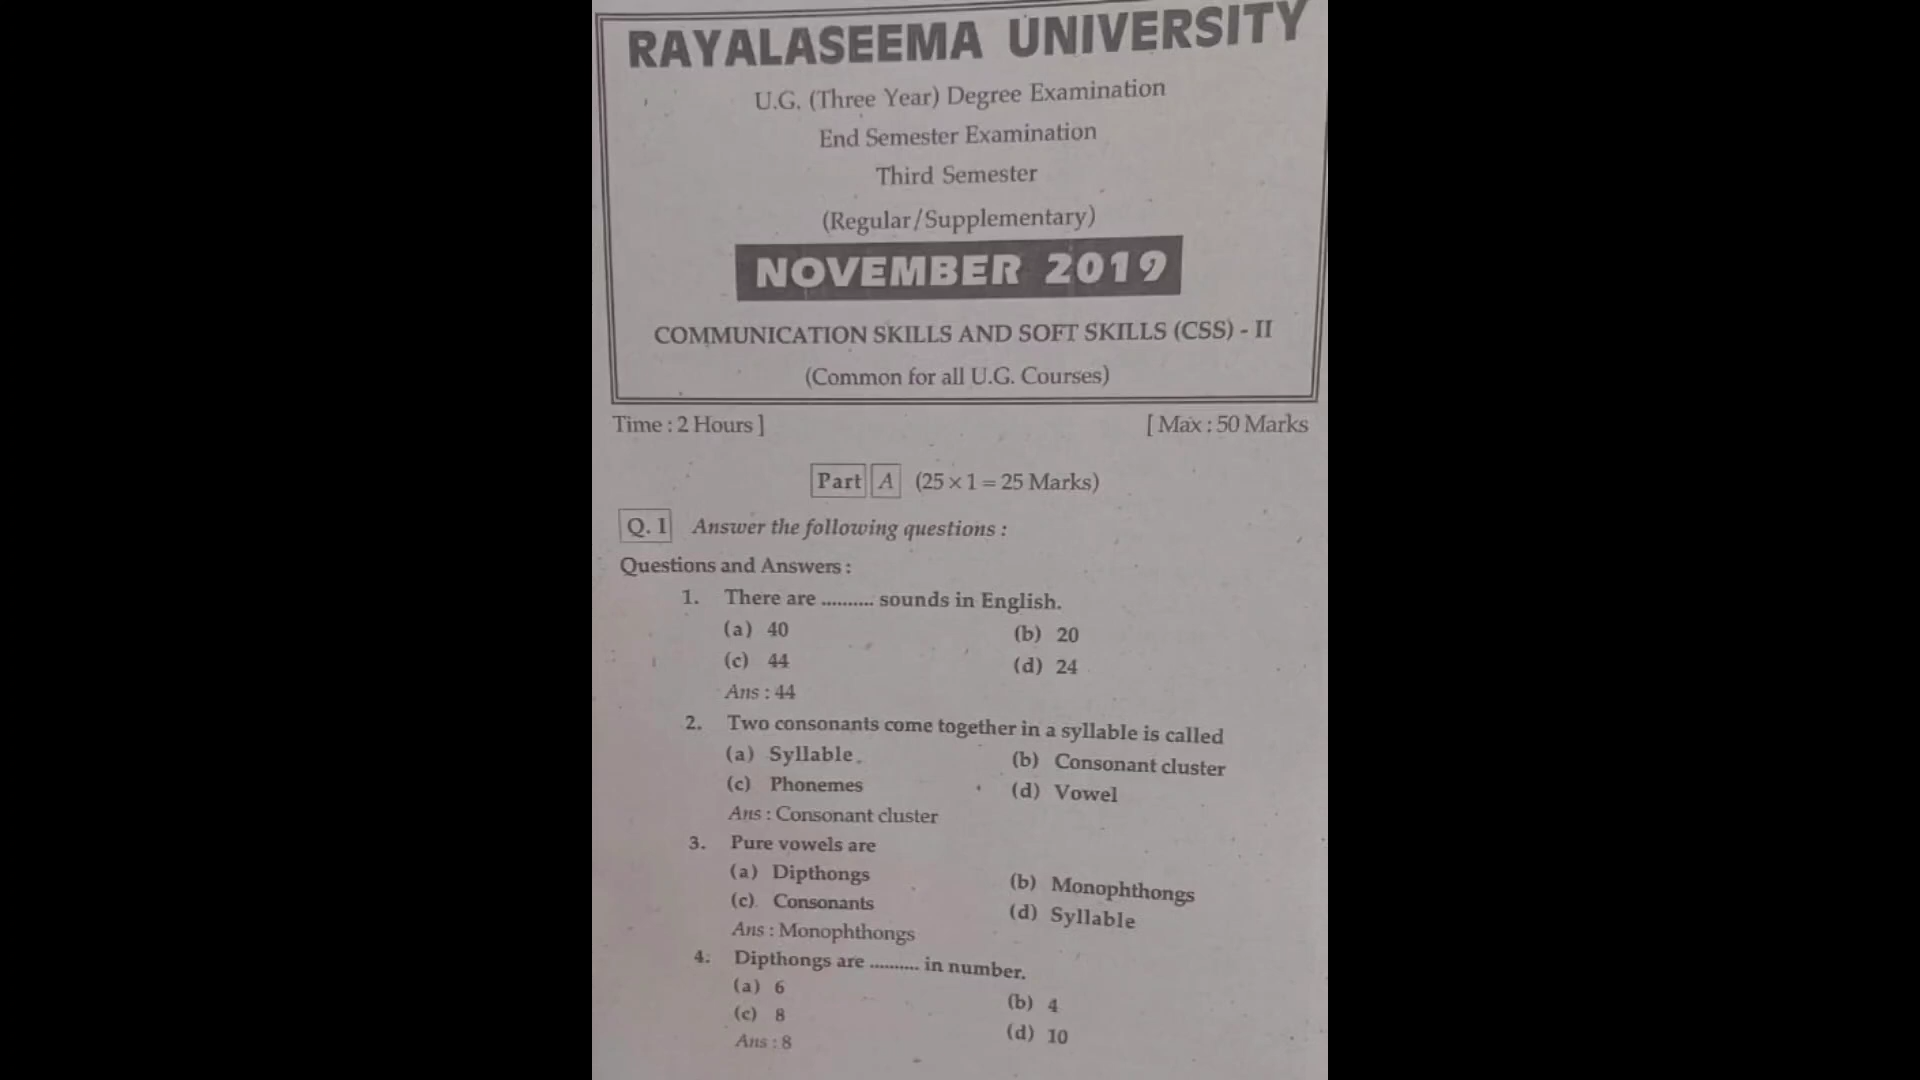 RAYALASEEMA UNIVERSITY
U.G. (Three Year) Degree Examination
End Semester Examination
Third Semester
(Regular/Supplementary)
NOVEMBER 2019
COMMUNICATION SKILLS AND SOFT SKILLS (CSS) - II
(Common for all U.G. Courses)
Time : 2 Hours ] [ Max : 50 Marks
Part A (25 × 1 = 25 Marks)
Q. 1 Answer the following questions :
Questions and Answers :
1. There are .......... sounds in English.
(a) 40 (b) 20
(c) 44 (d) 24
Ans : 44
2. Two consonants come together in a syllable is called
(a) Syllable (b) Consonant cluster
(c) Phonemes (d) Vowel
Ans : Consonant cluster
3. Pure vowels are
(a) Dipthongs (b) Monophthongs
(c) Consonants (d) Syllable
Ans : Monophthongs
4. Dipthongs are .......... in number.
(a) 6 (b) 4
(c) 8 (d) 10
Ans : 8